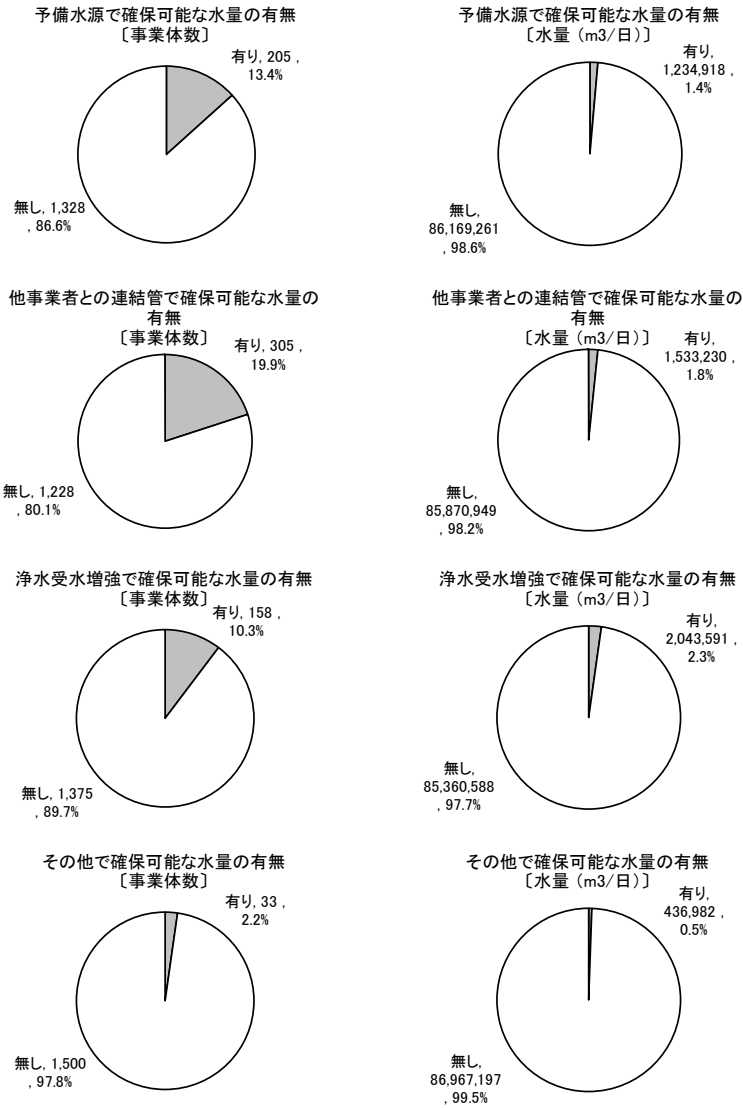 予備水源で確保可能な水量の有無
〔事業体数〕
有り, 205 ,
13.4%
無し, 1,328
, 86.6%
予備水源で確保可能な水量の有無
〔水量（m3/日）〕
有り,
1,234,918 ,
1.4%
無し,
86,169,261
, 98.6%
他事業者との連結管で確保可能な水量の
有無
〔事業体数〕
有り, 305 ,
19.9%
無し, 1,228
, 80.1%
他事業者との連結管で確保可能な水量の
有無
〔水量（m3/日）〕
有り,
1,533,230 ,
1.8%
無し,
85,870,949
, 98.2%
浄水受水増強で確保可能な水量の有無
〔事業体数〕
有り, 158 ,
10.3%
無し, 1,375
, 89.7%
浄水受水増強で確保可能な水量の有無
〔水量（m3/日）〕
有り,
2,043,591 ,
2.3%
無し,
85,360,588
, 97.7%
その他で確保可能な水量の有無
〔事業体数〕
有り, 33 ,
2.2%
無し, 1,500
, 97.8%
その他で確保可能な水量の有無
〔水量（m3/日）〕
有り,
436,982 ,
0.5%
無し,
86,967,197
, 99.5%